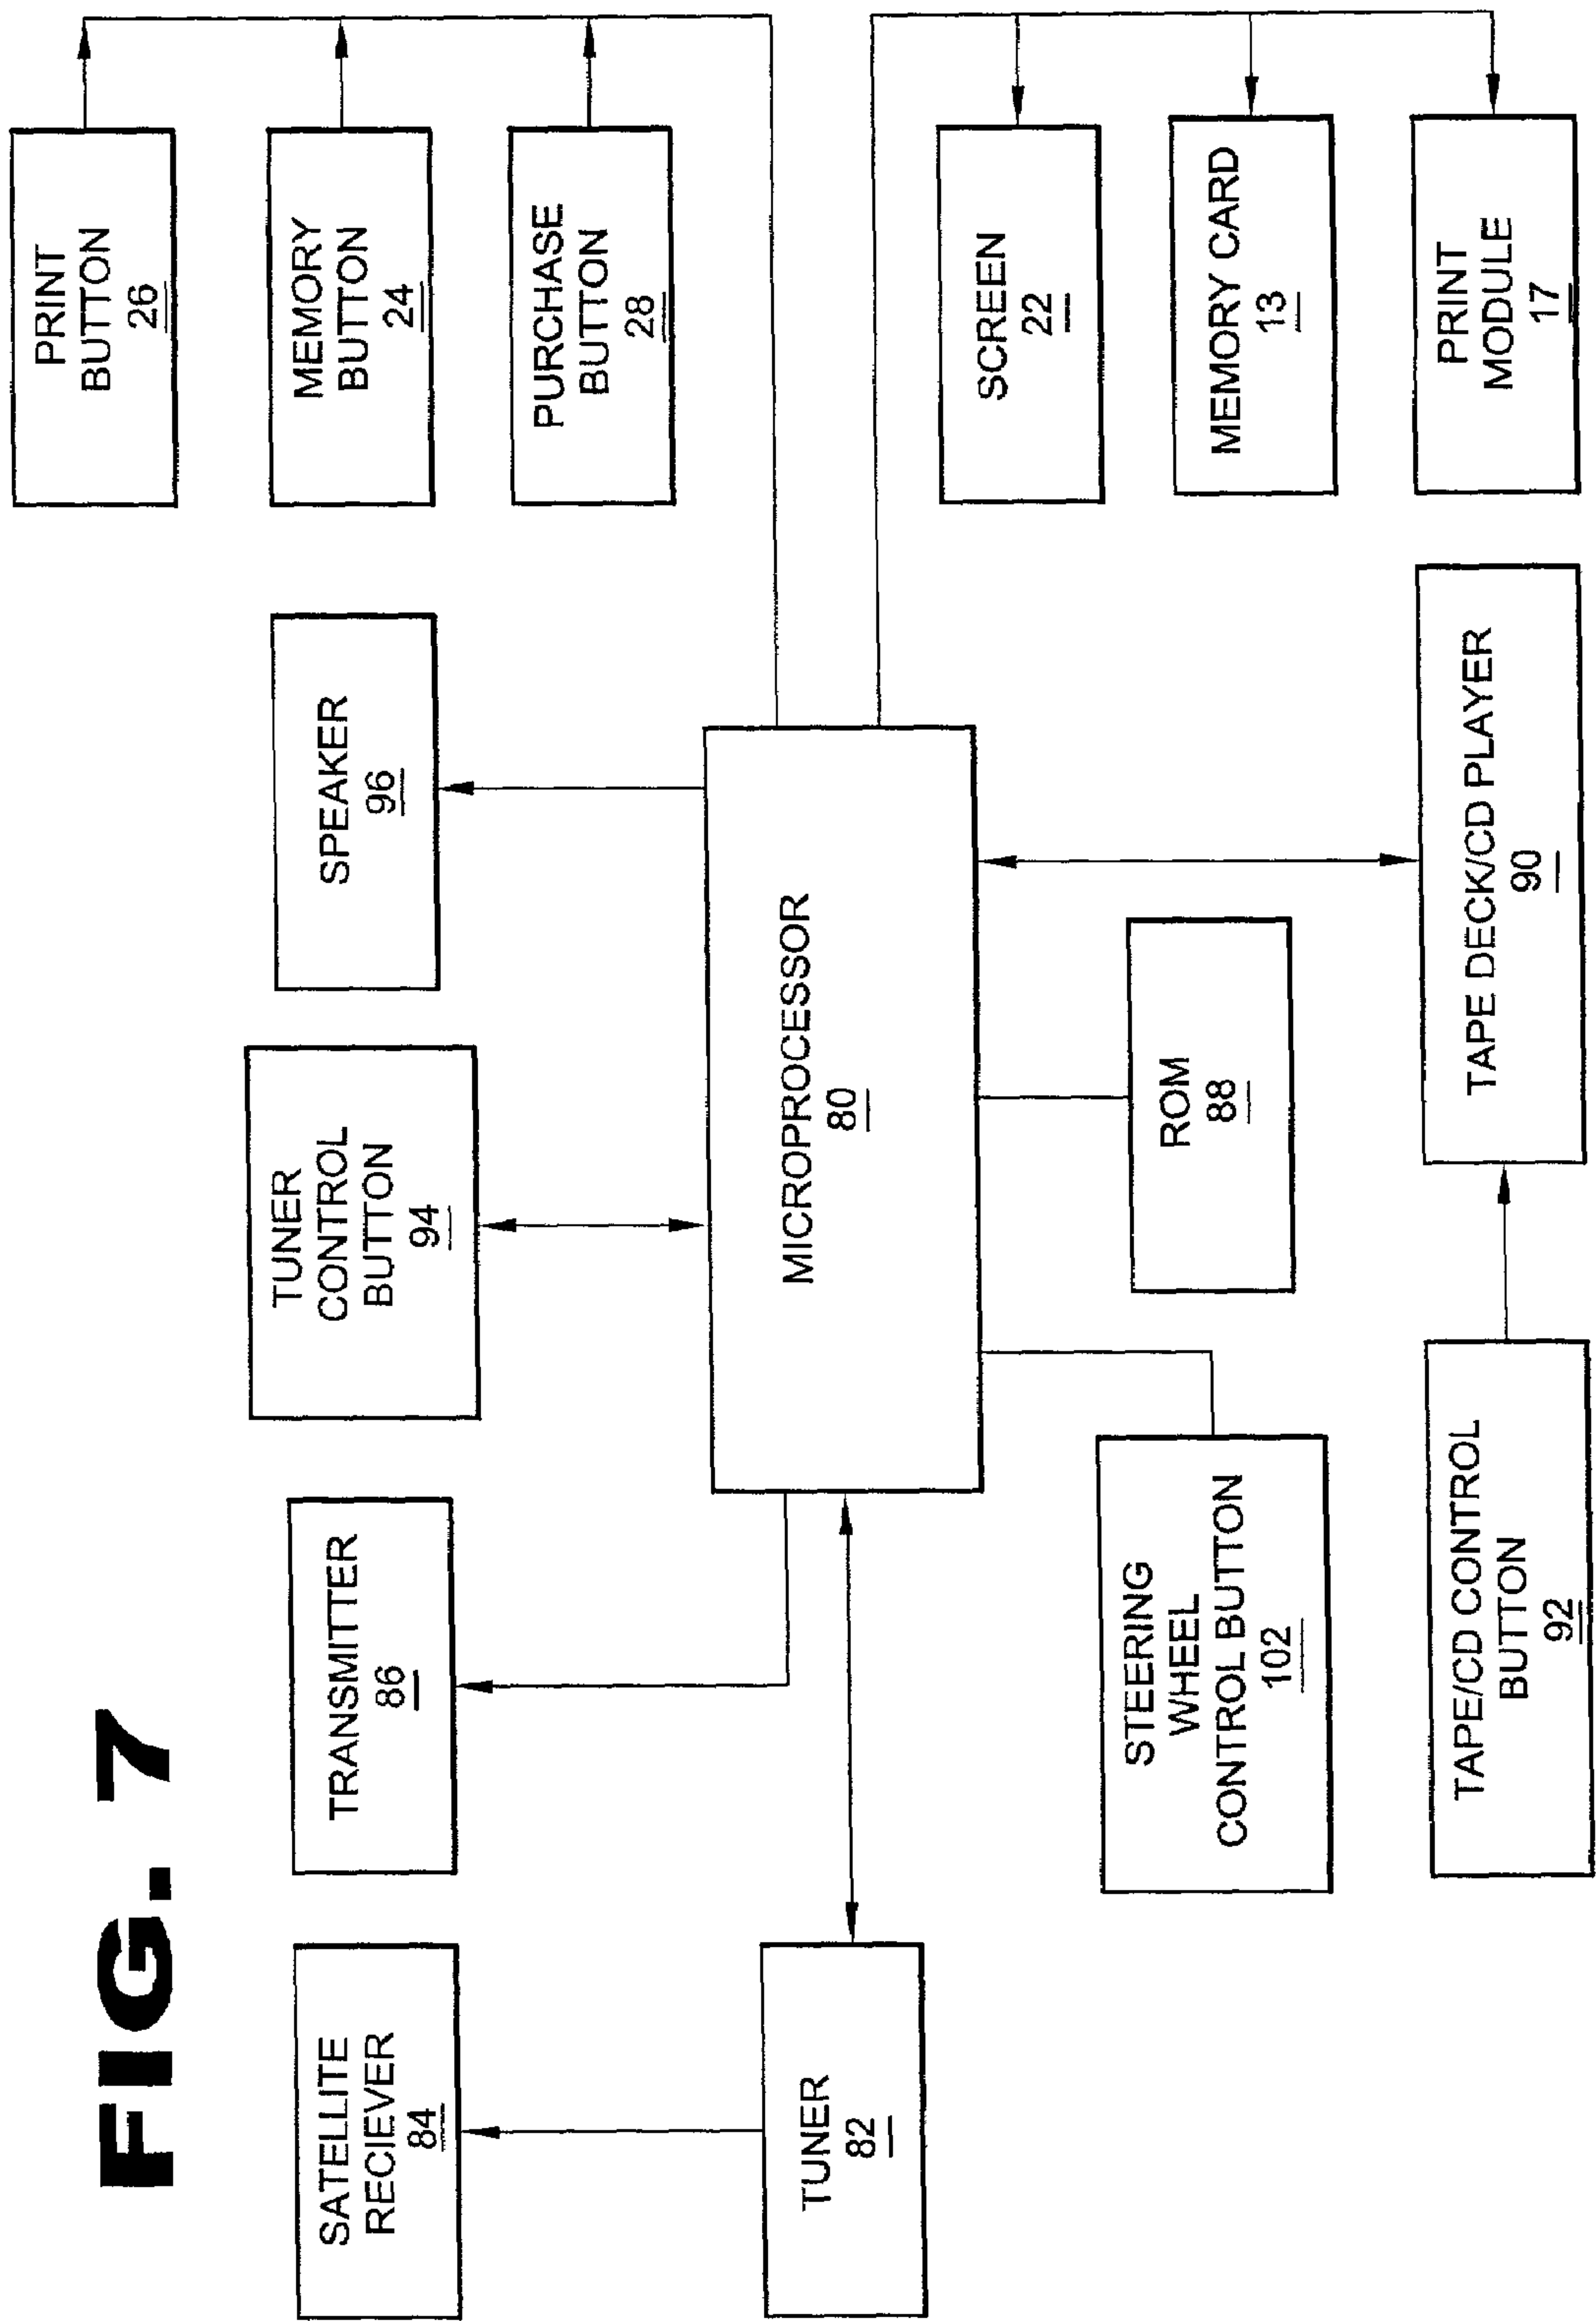 FIG. 7
SATELLITE
RECIEVER
84
TRANSMITTER
86
TUNER
CONTROL
BUTTON
94
SPEAKER
96
PRINT
BUTTON
26
MEMORY
BUTTON
24
PURCHASE
BUTTON
28
TUNER
82
MICROPROCESSOR
80
SCREEN
22
MEMORY CARD
13
PRINT
MODULE
17
STEERING
WHEEL
CONTROL BUTTON
102
ROM
88
TAPE/CD CONTROL
BUTTON
92
TAPE DECK/CD PLAYER
90